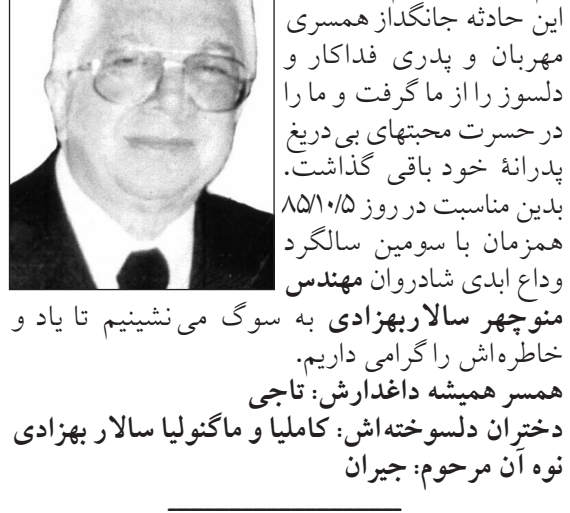 این حادثه جانگداز همسری
مهربان و پدری فداکار و
دلسوز را از ما گرفت و ما را
در حسرت محبتهای بی‌دریغ
پدرانهٔ خود باقی گذاشت.
بدین مناسبت در روز ۸۵/۱۰/۵
همزمان با سومین سالگرد
وداع ابدی شادروان مهندس
منوچهر سالاربهزادی به سوگ می‌نشینیم تا یاد و
خاطره‌اش را گرامی داریم.
همسر همیشه داغدارش: تاجی
دختران دلسوخته‌اش: کاملیا و ماگنولیا سالار بهزادی
نوه آن مرحوم: جیران